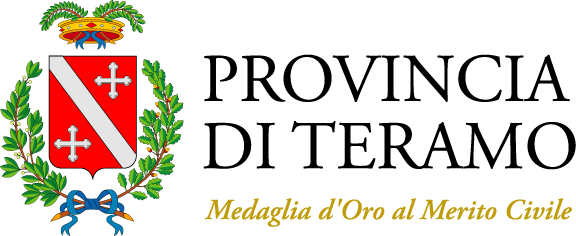 PROVINCIA
DI TERAMO
Medaglia d'Oro al Merito Civile